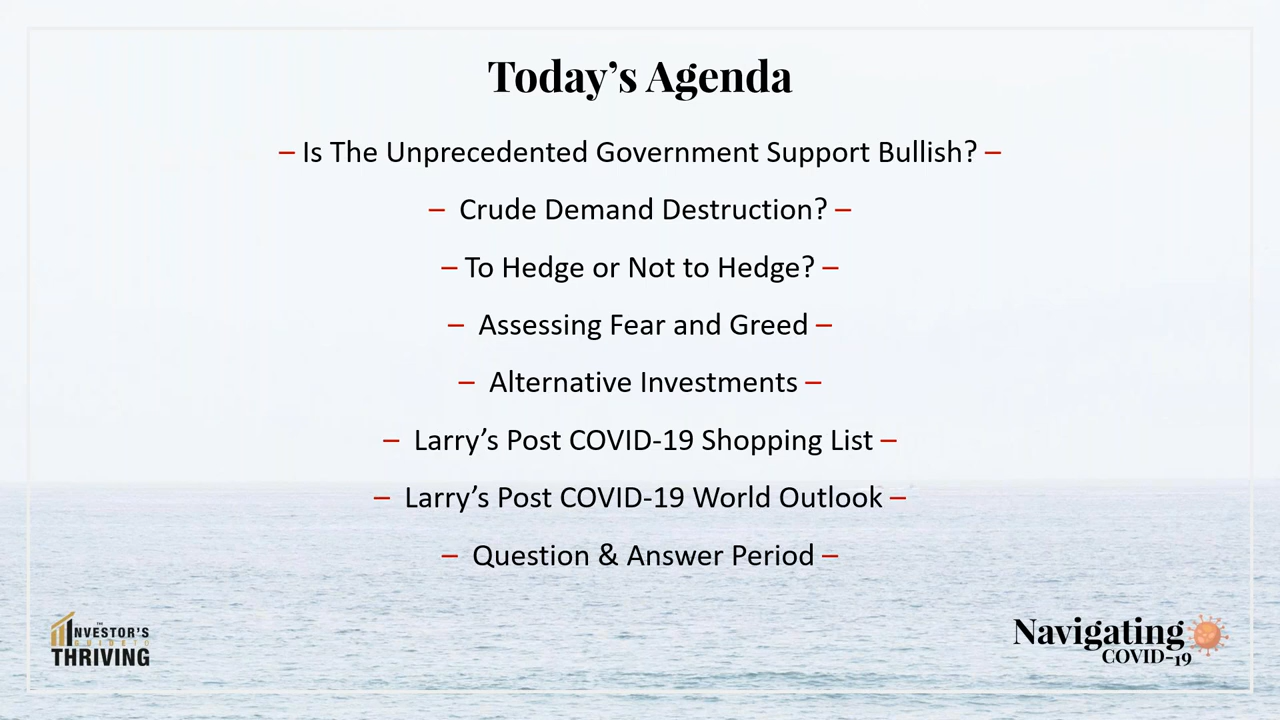 Today’s Agenda
– Is The Unprecedented Government Support Bullish? –
– Crude Demand Destruction? –
– To Hedge or Not to Hedge? –
– Assessing Fear and Greed –
– Alternative Investments –
– Larry’s Post COVID-19 Shopping List –
– Larry’s Post COVID-19 World Outlook –
– Question & Answer Period –
THE
INVESTOR'S
GUIDE TO
THRIVING
Navigating
COVID-19